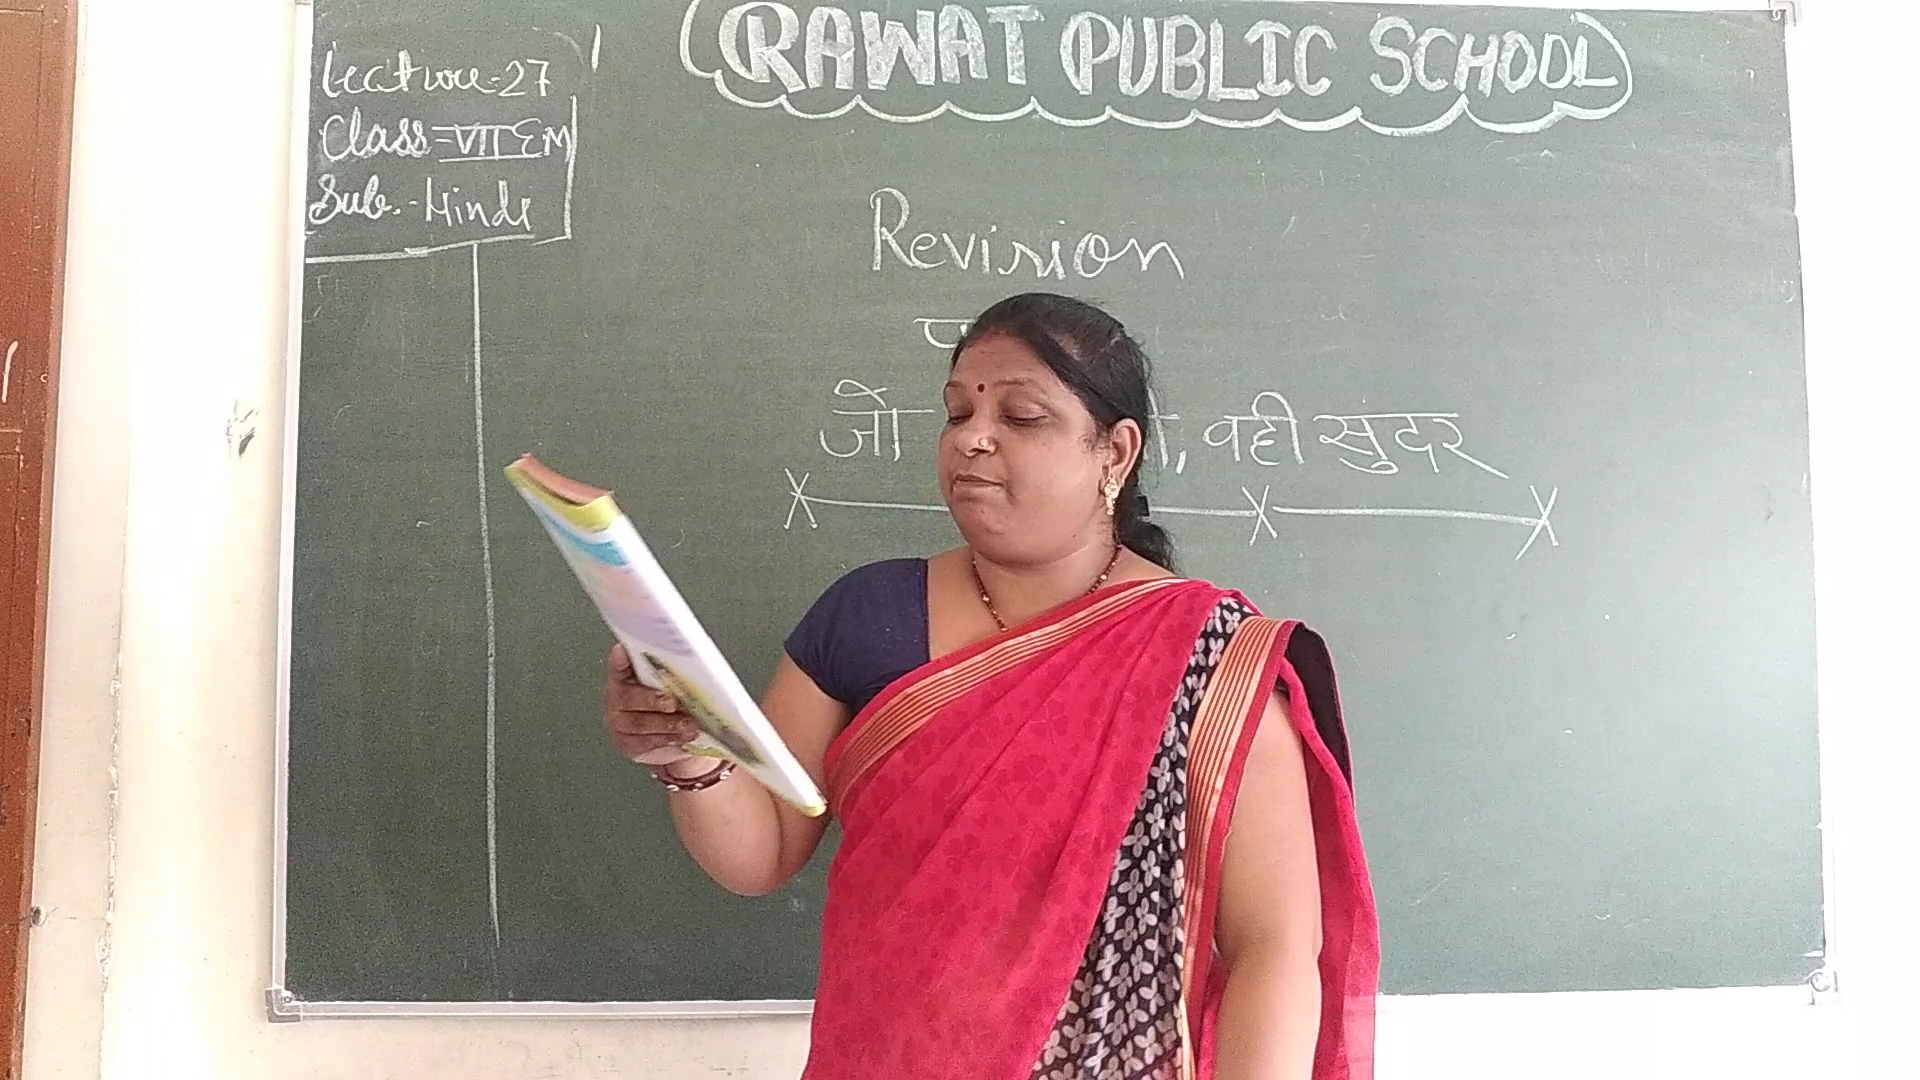 RAWAT PUBLIC SCHOOL
Lecture-27
Class=VII EM
Sub.-Hindi
Revision
जो
, वही सुदर